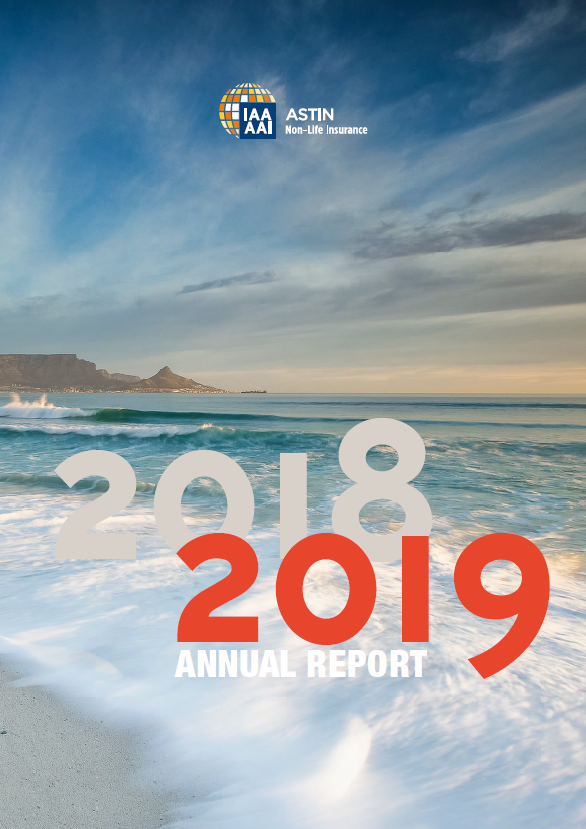 IAA
AAI
ASTIN
Non-Life Insurance
2018
2019
ANNUAL REPORT